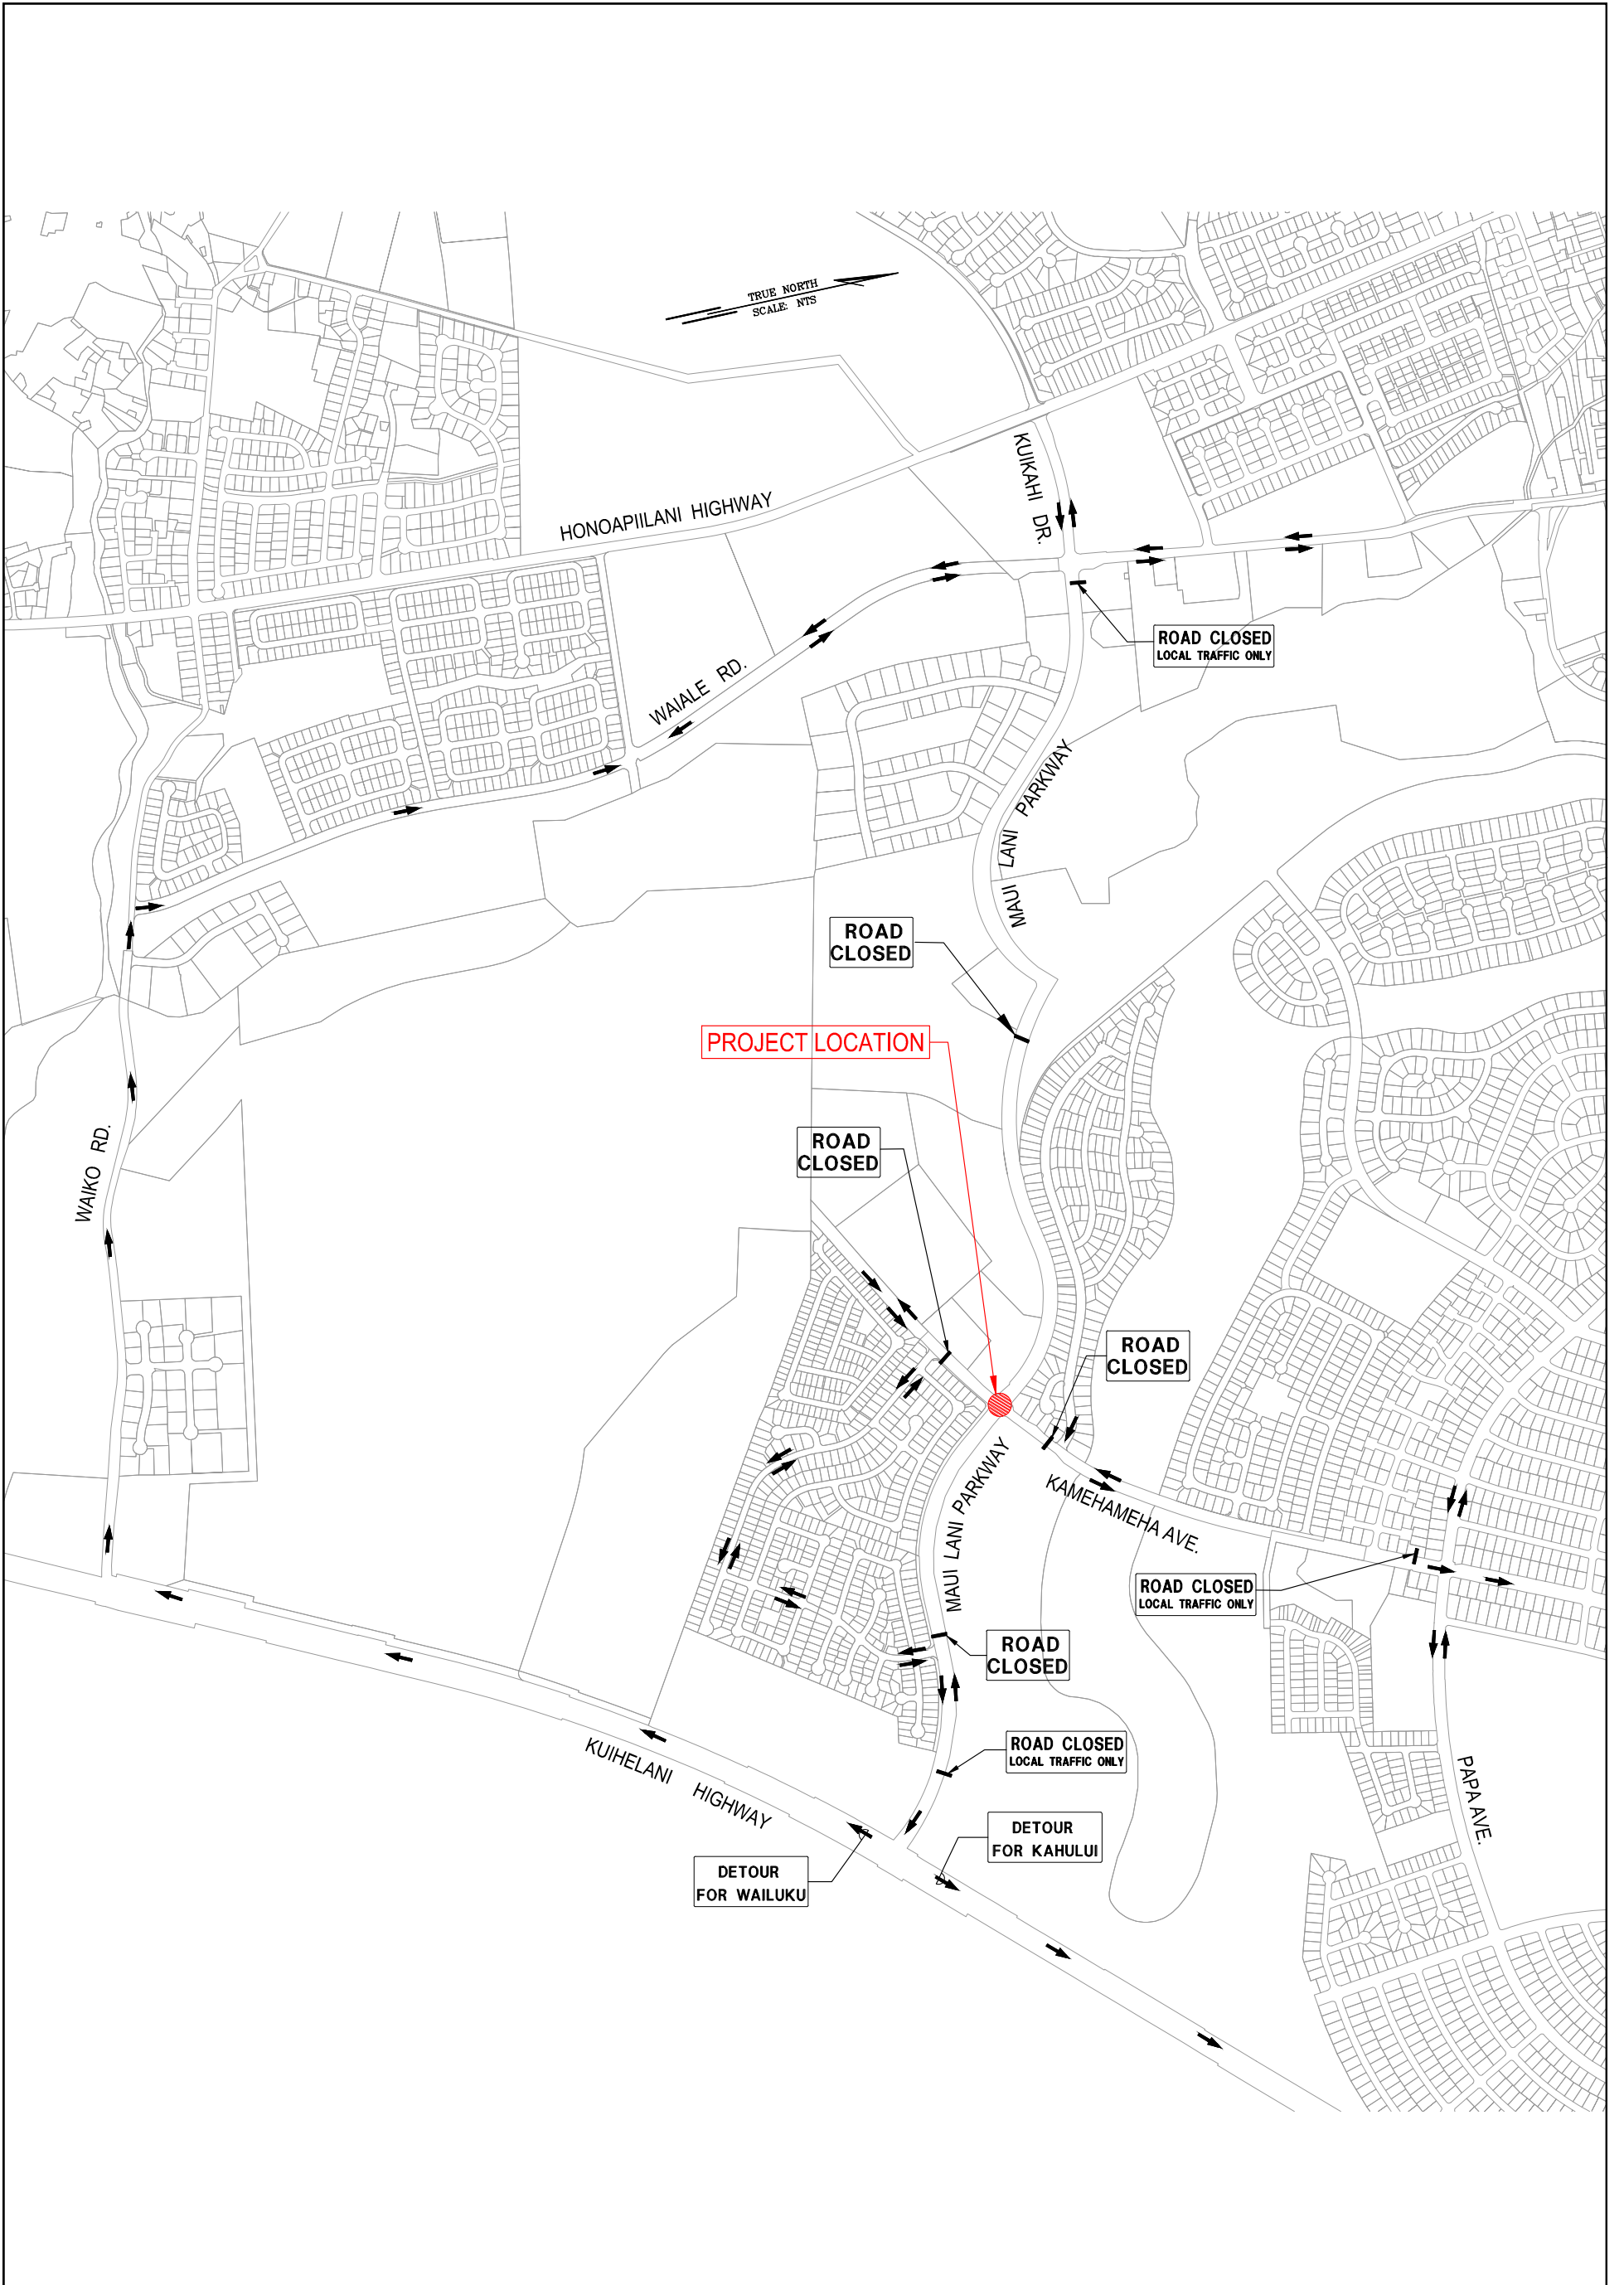 TRUE NORTH
SCALE: NTS
KUIKAHI DR.
HONOAPIILANI HIGHWAY
ROAD CLOSED
LOCAL TRAFFIC ONLY
WAIALE RD.
MAUI LANI PARKWAY
ROAD
CLOSED
PROJECT LOCATION
ROAD
CLOSED
WAIKO RD.
ROAD
CLOSED
MAUI LANI PARKWAY
KAMEHAMEHA AVE.
ROAD CLOSED
LOCAL TRAFFIC ONLY
ROAD
CLOSED
ROAD CLOSED
LOCAL TRAFFIC ONLY
KUIHELANI HIGHWAY
PAPA AVE.
DETOUR
FOR KAHULUI
DETOUR
FOR WAILUKU